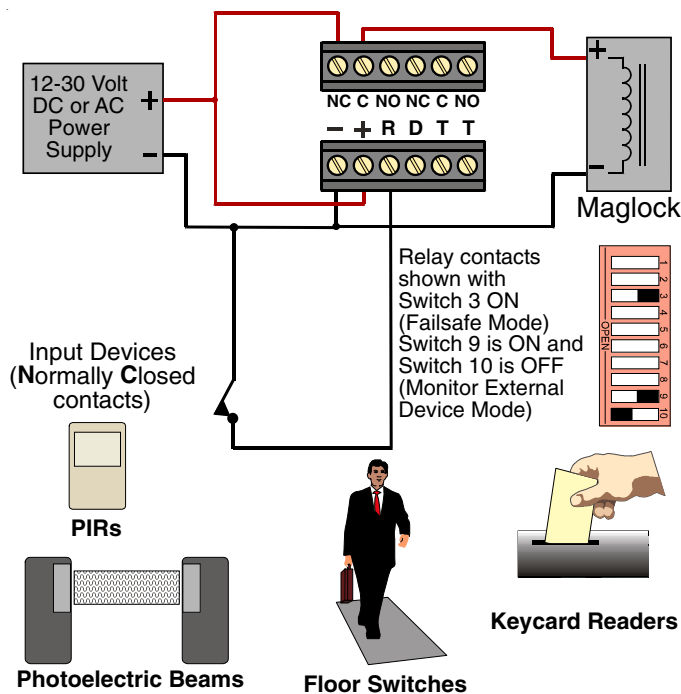 12-30 Volt
DC or AC
Power
Supply
+
−
NC C NO NC C NO
− + R D T T
+
−
Maglock
Relay contacts
shown with
Switch 3 ON
(Failsafe Mode)
Switch 9 is ON and
Switch 10 is OFF
(Monitor External
Device Mode)
OPEN
1
2
3
4
5
6
7
8
9
10
Input Devices
(Normally Closed
contacts)
PIRs
Photoelectric Beams
Floor Switches
Keycard Readers